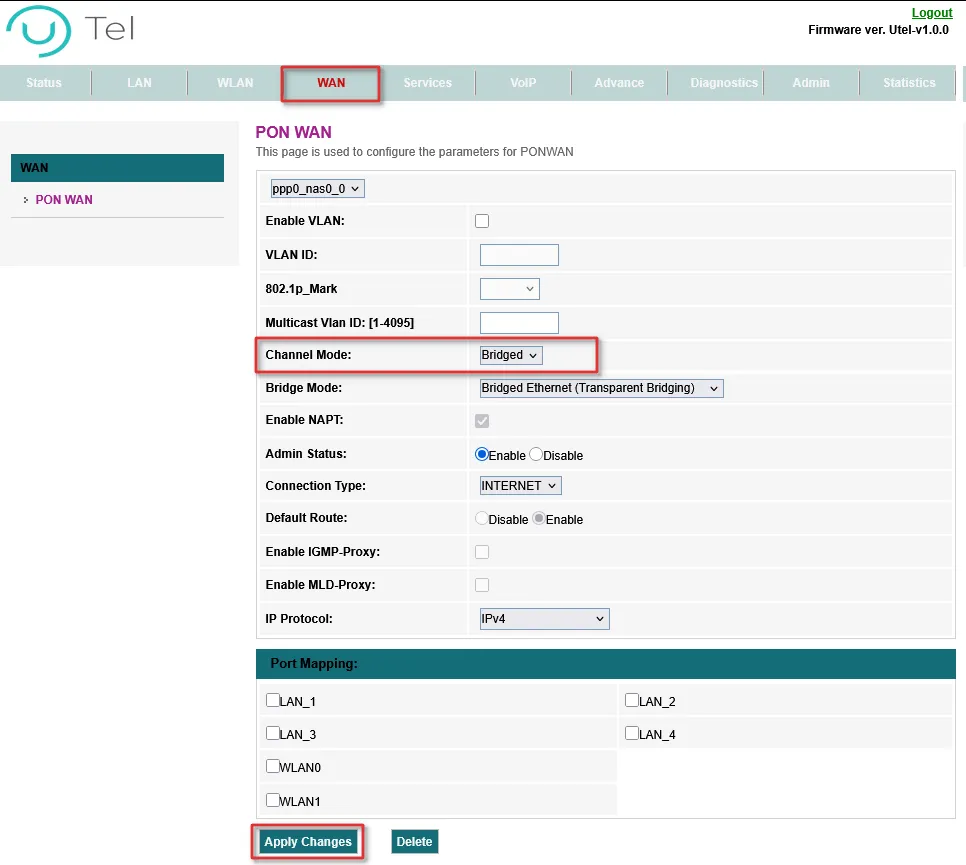 Tel
Logout
Firmware ver. Utel-v1.0.0
Status LAN WLAN WAN Services VoIP Advance Diagnostics Admin Statistics
WAN
PON WAN
PON WAN
This page is used to configure the parameters for PONWAN
ppp0_nas0_0
Enable VLAN:
VLAN ID:
802.1p_Mark
Multicast Vlan ID: [1-4095]
Channel Mode: Bridged
Bridge Mode: Bridged Ethernet (Transparent Bridging)
Enable NAPT:
Admin Status: Enable Disable
Connection Type: INTERNET
Default Route: Disable Enable
Enable IGMP-Proxy:
Enable MLD-Proxy:
IP Protocol: IPv4
Port Mapping:
LAN_1 LAN_2
LAN_3 LAN_4
WLAN0
WLAN1
Apply Changes Delete